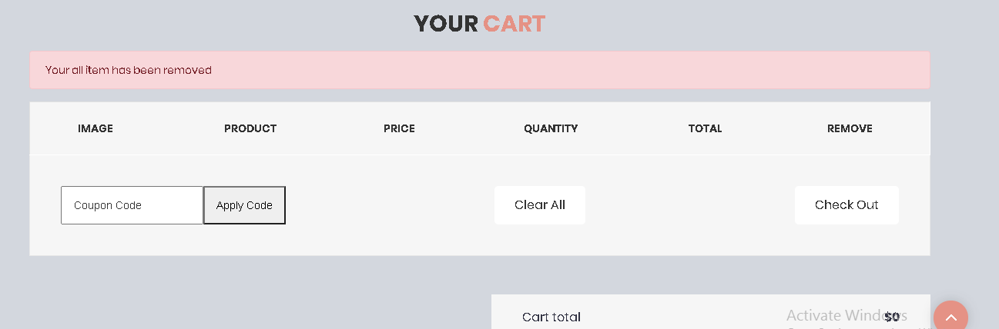 YOUR CART
Your all item has been removed
IMAGE PRODUCT PRICE QUANTITY TOTAL REMOVE
Coupon Code Apply Code Clear All Check Out
Cart total $0
Activate Windows